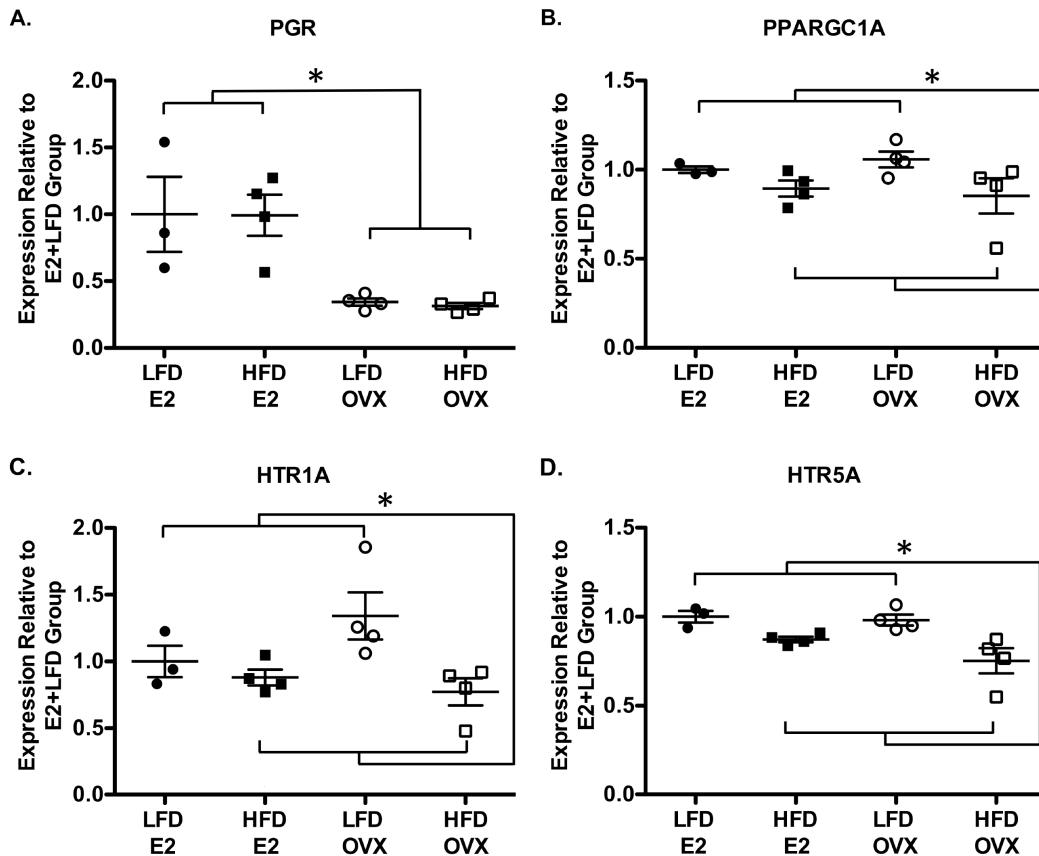 A.
PGR
Expression Relative to
E2+LFD Group
2.0
1.5
1.0
0.5
0.0
*
LFD HFD LFD HFD
E2 E2 OVX OVX
B.
PPARGC1A
Expression Relative to
E2+LFD Group
1.5
1.0
0.5
0.0
*
LFD HFD LFD HFD
E2 E2 OVX OVX
C.
HTR1A
Expression Relative to
E2+LFD Group
2.0
1.5
1.0
0.5
0.0
*
LFD HFD LFD HFD
E2 E2 OVX OVX
D.
HTR5A
Expression Relative to
E2+LFD Group
1.5
1.0
0.5
0.0
*
LFD HFD LFD HFD
E2 E2 OVX OVX